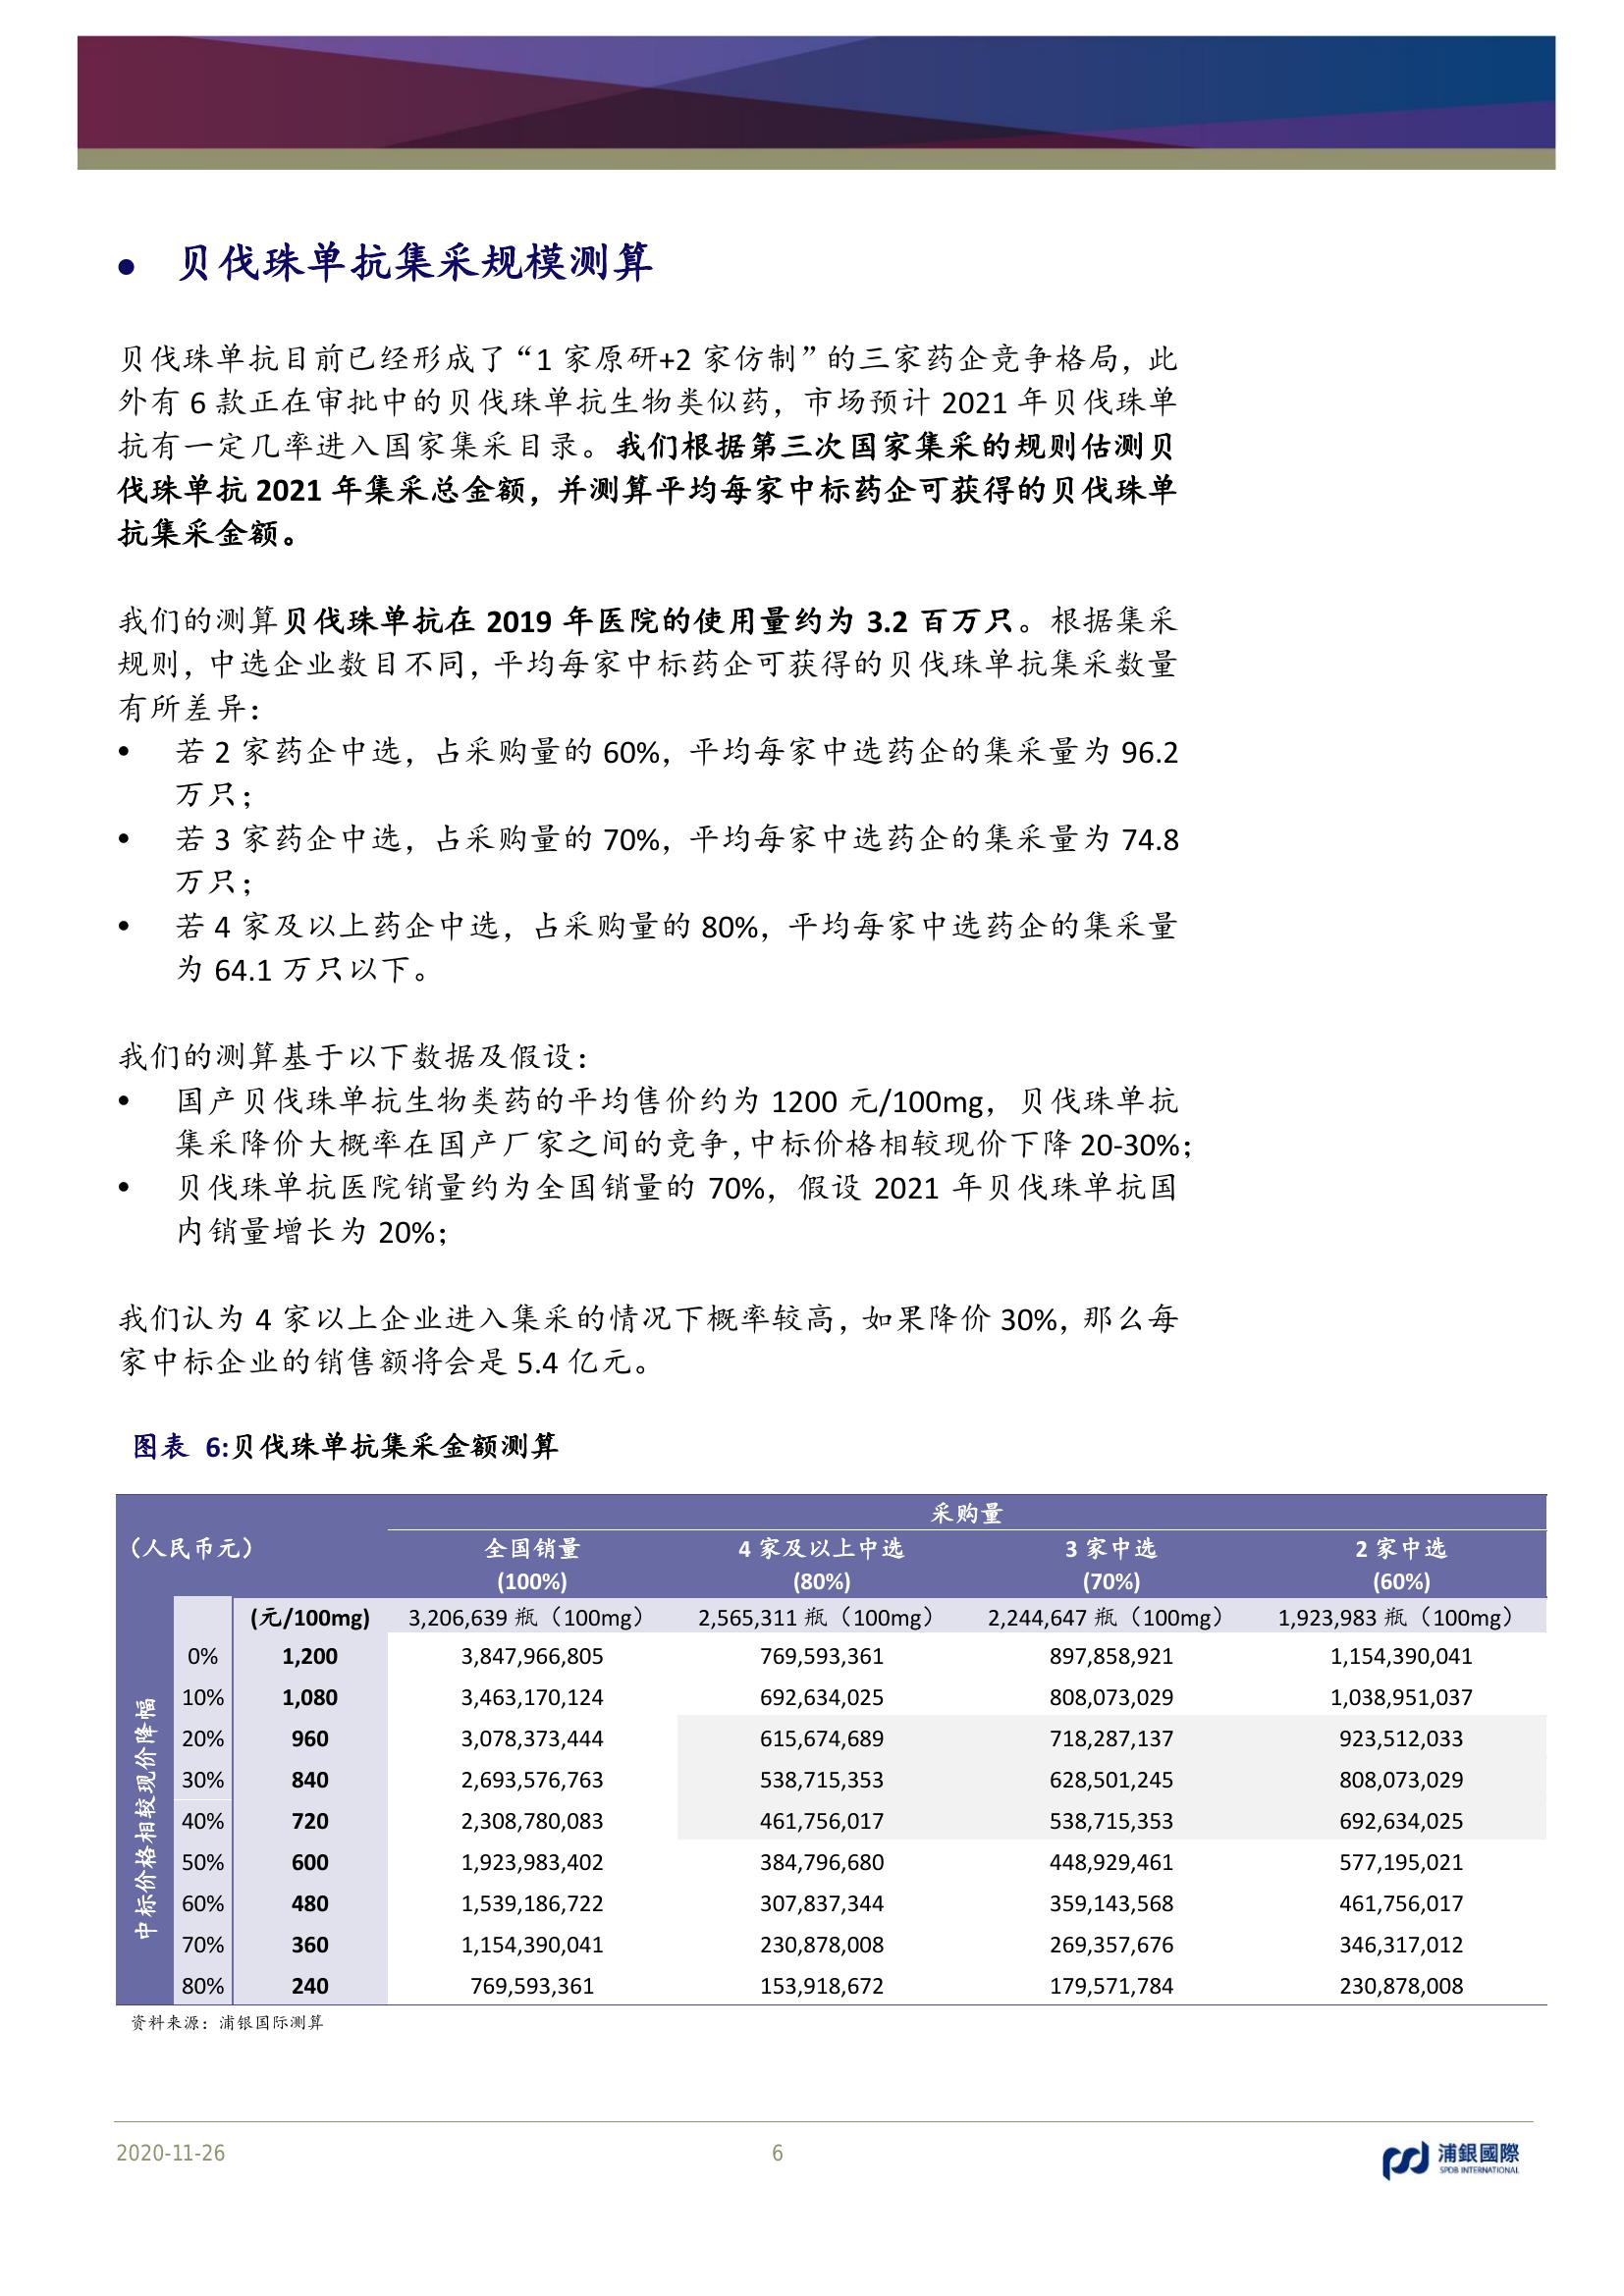 ● 贝伐珠单抗集采规模测算
贝伐珠单抗目前已经形成了“1 家原研+2 家仿制”的三家药企竞争格局，此
外有 6 款正在审批中的贝伐珠单抗生物类似药，市场预计 2021 年贝伐珠单
抗有一定几率进入国家集采目录。我们根据第三次国家集采的规则估测贝
伐珠单抗 2021 年集采总金额，并测算平均每家中标药企可获得的贝伐珠单
抗集采金额。
我们的测算贝伐珠单抗在 2019 年医院的使用量约为 3.2 百万只。根据集采
规则，中选企业数目不同，平均每家中标药企可获得的贝伐珠单抗集采数量
有所差异：
• 若 2 家药企中选，占采购量的 60%，平均每家中选药企的集采量为 96.2
万只；
• 若 3 家药企中选，占采购量的 70%，平均每家中选药企的集采量为 74.8
万只；
• 若 4 家及以上药企中选，占采购量的 80%，平均每家中选药企的集采量
为 64.1 万只以下。
我们的测算基于以下数据及假设：
• 国产贝伐珠单抗生物类药的平均售价约为 1200 元/100mg， 贝伐珠单抗
集采降价大概率在国产厂家之间的竞争，中标价格相较现价下降 20-30%；
• 贝伐珠单抗医院销量约为全国销量的 70%，假设 2021 年贝伐珠单抗国
内销量增长为 20%；
我们认为 4 家以上企业进入集采的情况下概率较高，如果降价 30%，那么每
家中标企业的销售额将会是 5.4 亿元。
图表 6:贝伐珠单抗集采金额测算
采购量
（人民币元） 全国销量 4 家及以上中选 3 家中选 2 家中选
(100%) (80%) (70%) (60%)
(元/100mg) 3,206,639 瓶（100mg） 2,565,311 瓶（100mg） 2,244,647 瓶（100mg） 1,923,983 瓶（100mg）
中标价格相较现价降幅
0% 1,200 3,847,966,805 769,593,361 897,858,921 1,154,390,041
10% 1,080 3,463,170,124 692,634,025 808,073,029 1,038,951,037
20% 960 3,078,373,444 615,674,689 718,287,137 923,512,033
30% 840 2,693,576,763 538,715,353 628,501,245 808,073,029
40% 720 2,308,780,083 461,756,017 538,715,353 692,634,025
50% 600 1,923,983,402 384,796,680 448,929,461 577,195,021
60% 480 1,539,186,722 307,837,344 359,143,568 461,756,017
70% 360 1,154,390,041 230,878,008 269,357,676 346,317,012
80% 240 769,593,361 153,918,672 179,571,784 230,878,008
资料来源：浦银国际测算
2020-11-26 6 浦銀國際
SPDB INTERNATIONAL